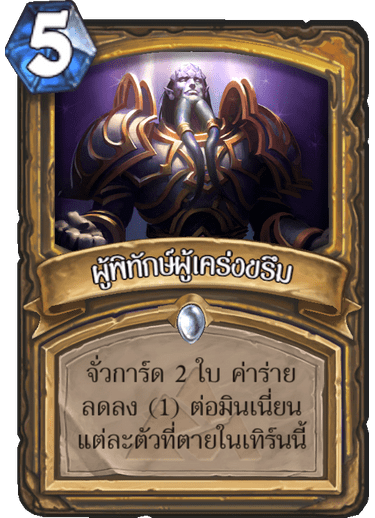 5
ผู้พิทักษ์ผู้เคร่งขรึม
จั่วการ์ด 2 ใบ ค่าร่าย
ลดลง (1) ต่อมินเนี่ยน
แต่ละตัวที่ตายในเทิร์นนี้